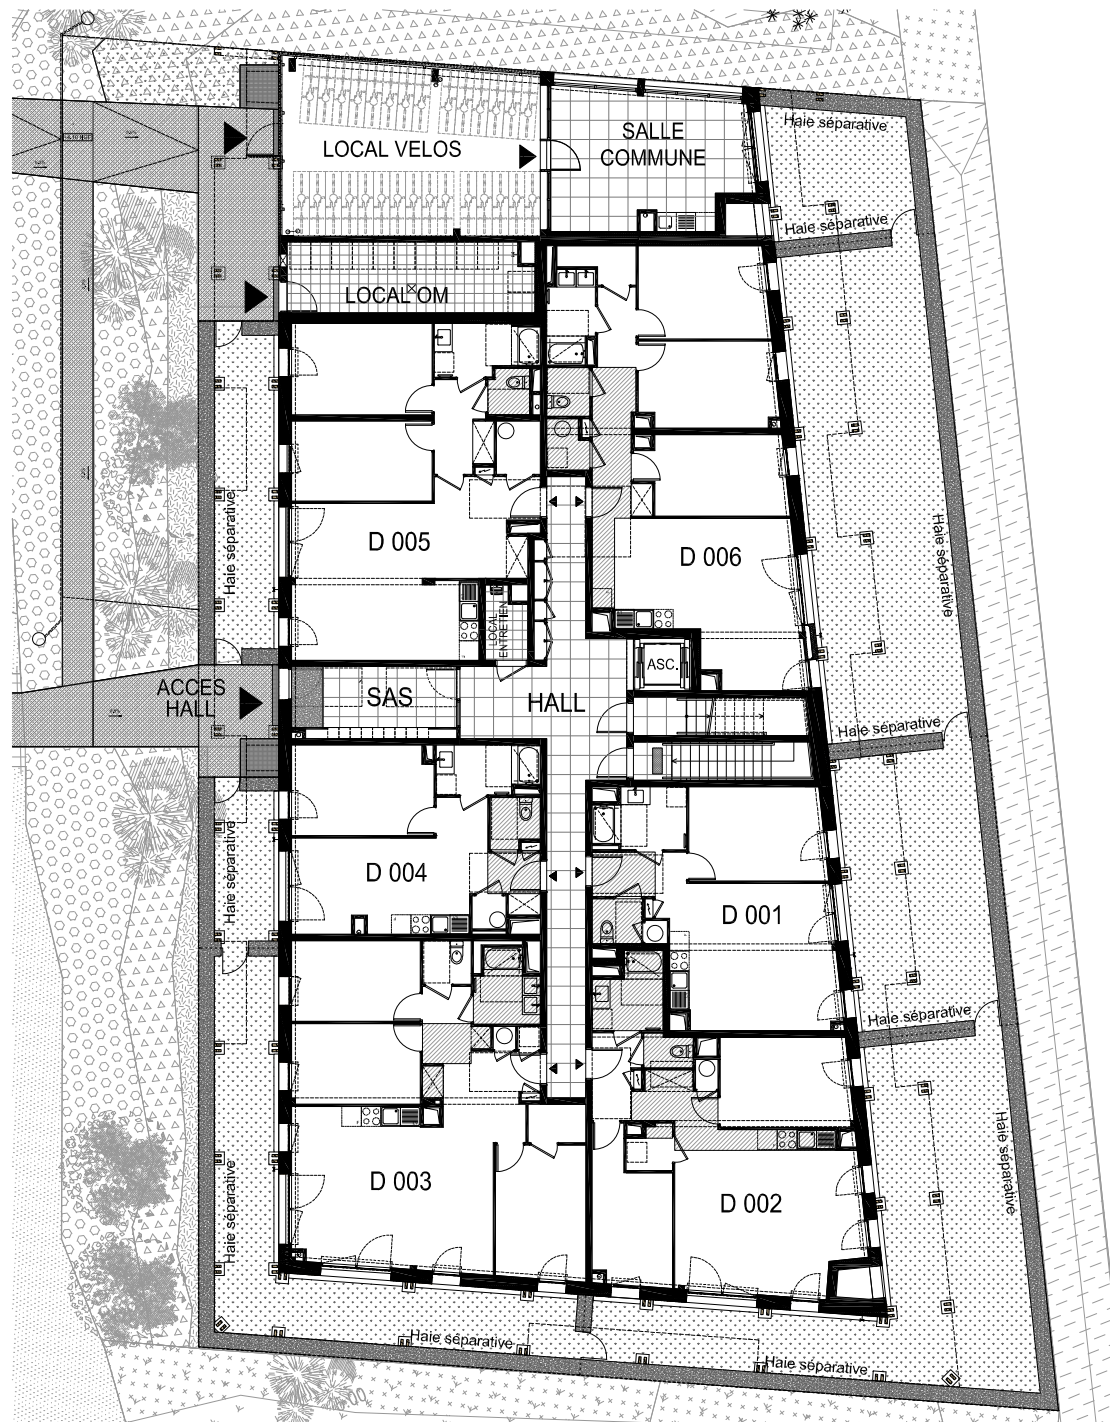 Haie séparative
SALLE
COMMUNE
LOCAL VELOS
Haie séparative
LOCAL OM
D 005
D 006
Haie séparative
Haie séparative
LOCAL
ENTRETIEN
ASC.
ACCES
HALL
SAS
HALL
Haie séparative
Haie séparative
D 004
D 001
Haie séparative
Haie séparative
Haie séparative
D 003
D 002
Haie séparative
Haie séparative